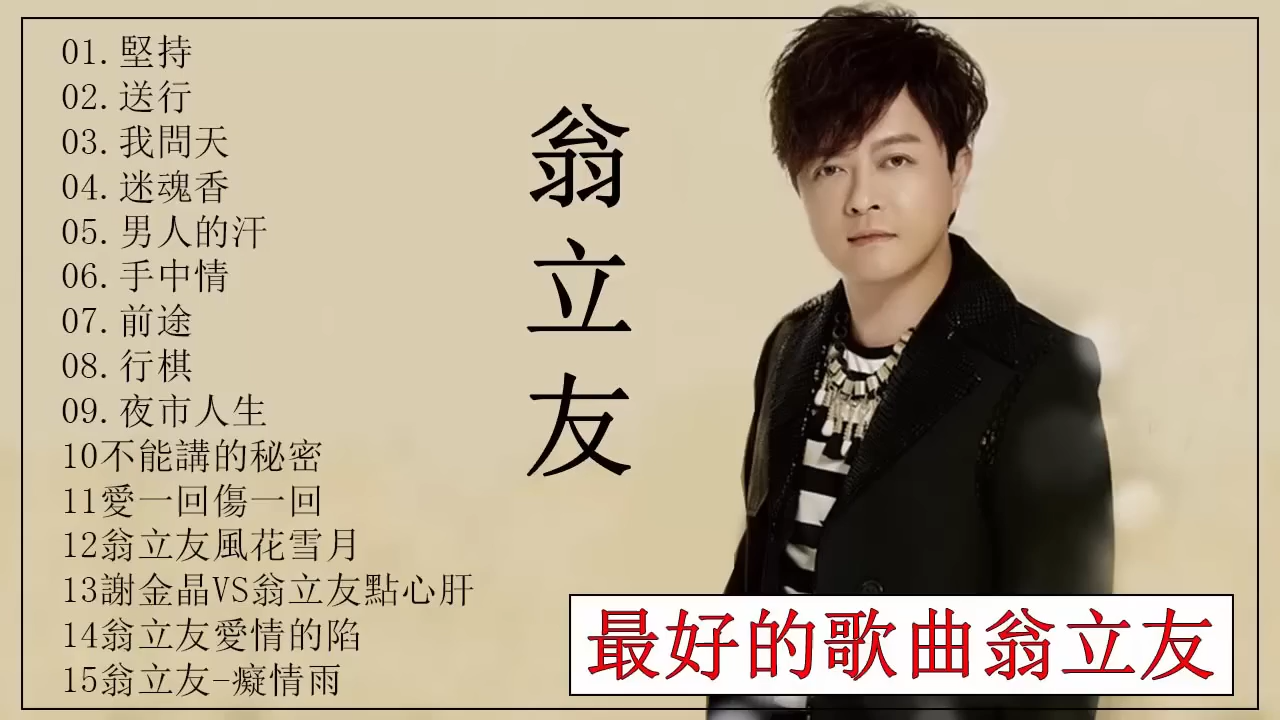 01. 堅持
02. 送行
03. 我問天
04. 迷魂香
05. 男人的汗
06. 手中情
07. 前途
08. 行棋
09. 夜市人生
10不能講的秘密
11愛一回傷一回
12翁立友風花雪月
13謝金晶VS翁立友點心肝
14翁立友愛情的陷
15翁立友-癡情雨
翁立友
最好的歌曲翁立友